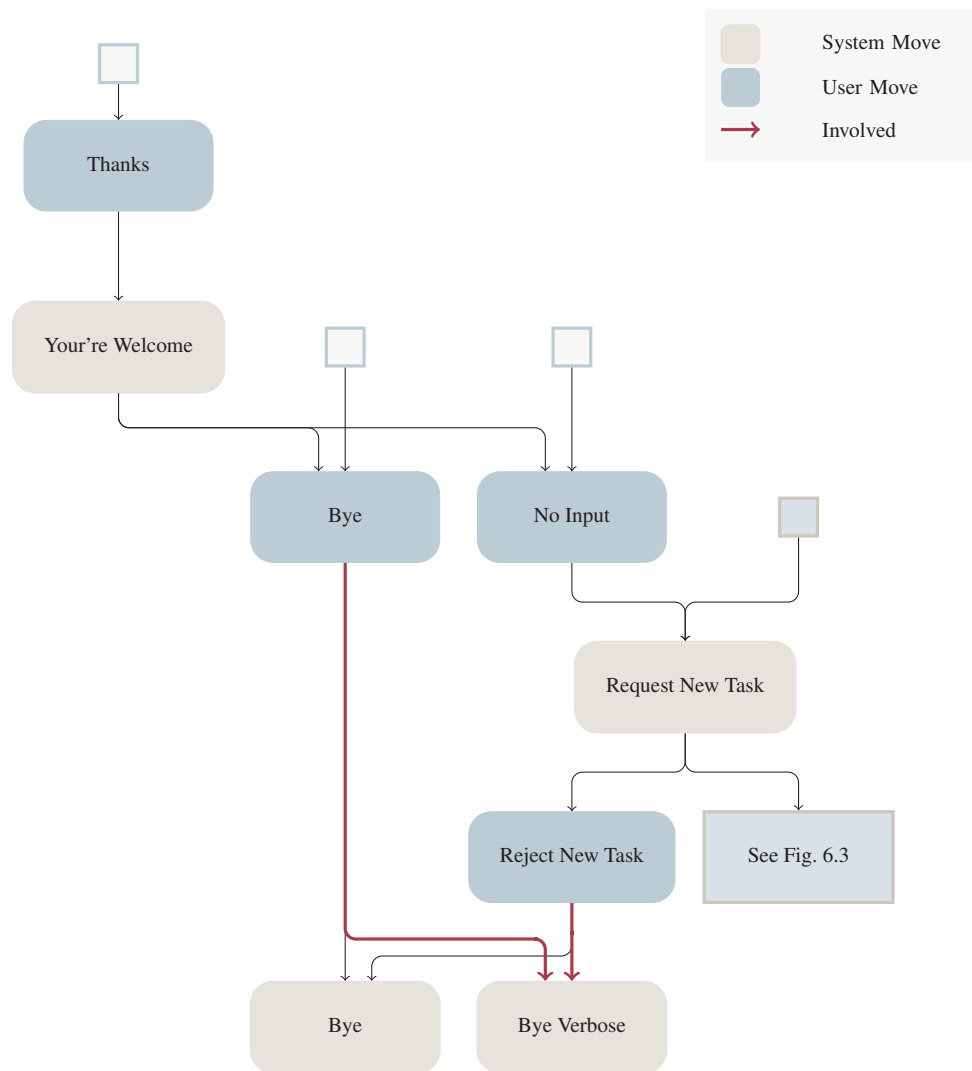 System Move
User Move
Involved
Thanks
Your're Welcome
Bye
No Input
Request New Task
Reject New Task
See Fig. 6.3
Bye
Bye Verbose